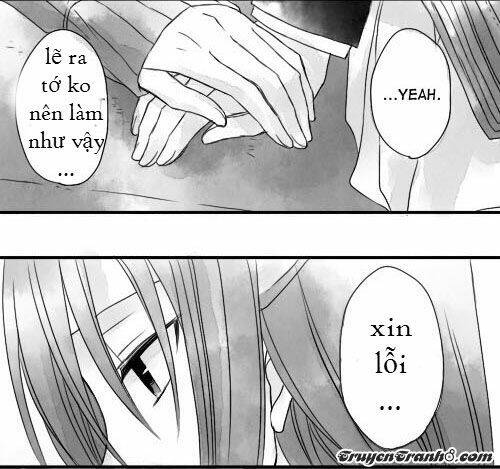 ...YEAH.
lẽ ra
tớ ko
nên làm
như vậy
...
xin
lỗi
...
TruyenTranh8.com